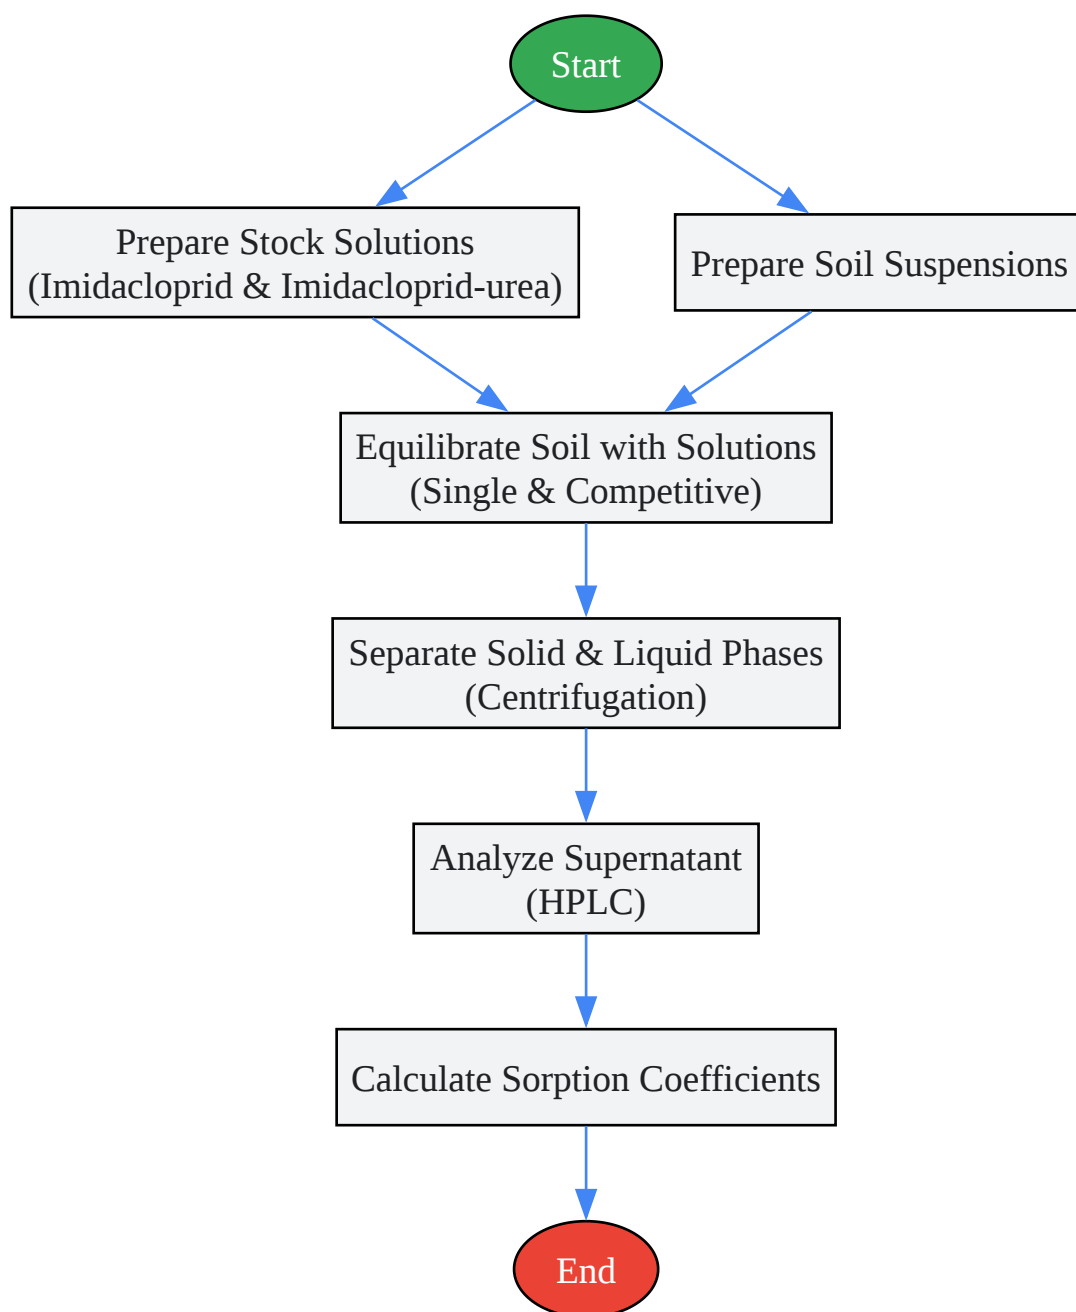 Start
Prepare Stock Solutions
(Imidacloprid & Imidacloprid-urea)
Prepare Soil Suspensions
Equilibrate Soil with Solutions
(Single & Competitive)
Separate Solid & Liquid Phases
(Centrifugation)
Analyze Supernatant
(HPLC)
Calculate Sorption Coefficients
End